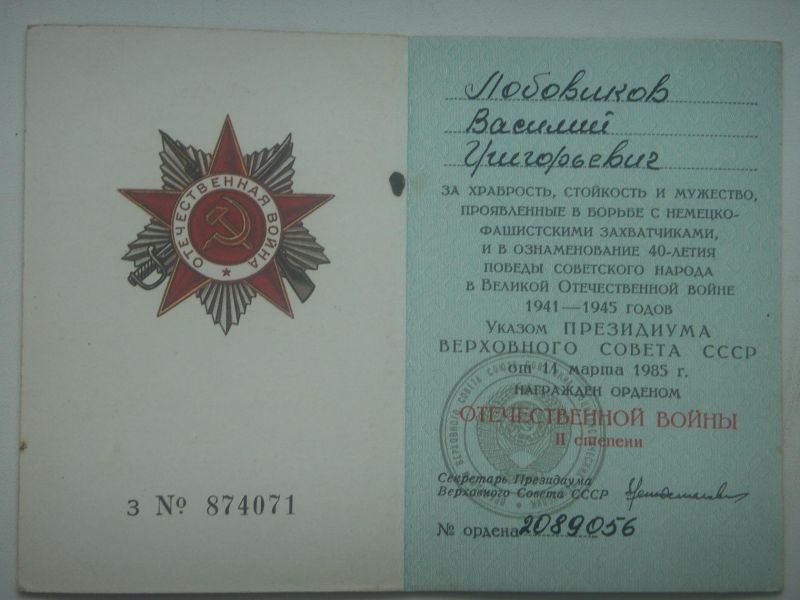 ОТЕЧЕСТВЕННАЯ ВОЙНА
З № 874071
Лобовиков
Василий
Григорьевич
ЗА ХРАБРОСТЬ, СТОЙКОСТЬ И МУЖЕСТВО,
ПРОЯВЛЕННЫЕ В БОРЬБЕ С НЕМЕЦКО-
ФАШИСТСКИМИ ЗАХВАТЧИКАМИ,
И В ОЗНАМЕНОВАНИЕ 40-ЛЕТИЯ
ПОБЕДЫ СОВЕТСКОГО НАРОДА
В ВЕЛИКОЙ ОТЕЧЕСТВЕННОЙ ВОЙНЕ
1941—1945 ГОДОВ
УКАЗОМ ПРЕЗИДИУМА
ВЕРХОВНОГО СОВЕТА СССР
от 11 марта 1985 г.
НАГРАЖДЕН ОРДЕНОМ
ОТЕЧЕСТВЕННОЙ ВОЙНЫ
II степени
Секретарь Президиума
Верховного Совета СССР
№ ордена 2089056